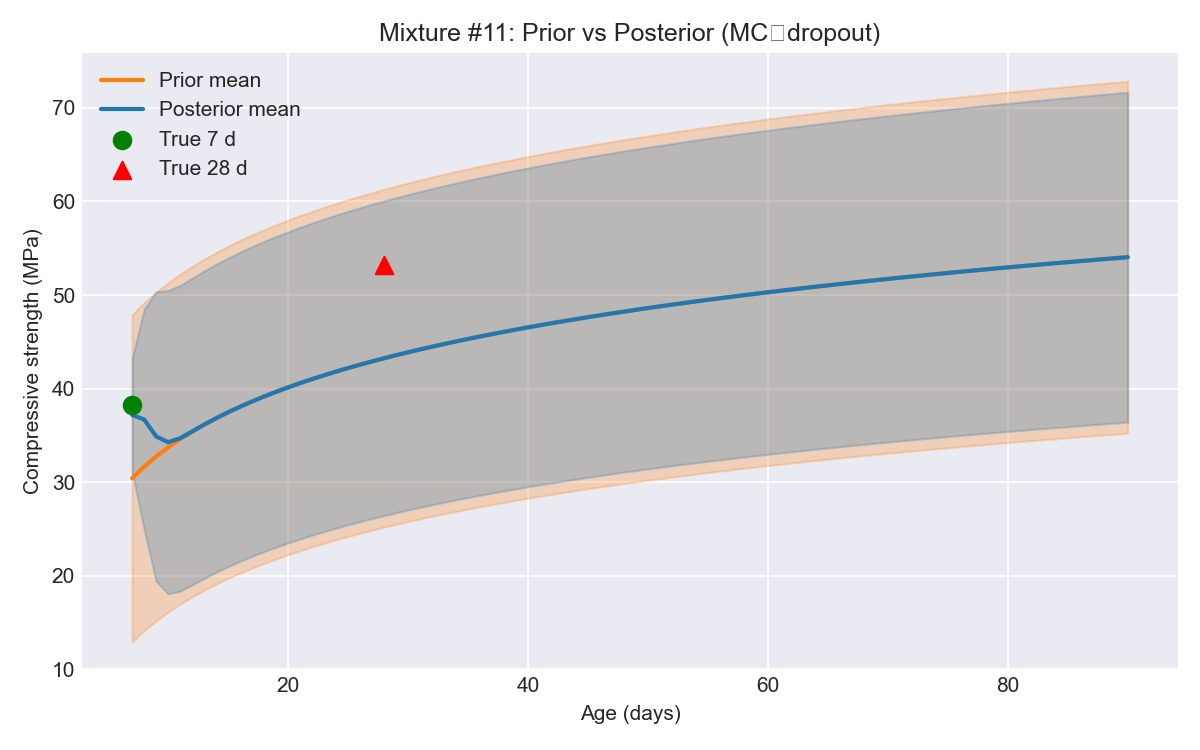 Mixture #11: Prior vs Posterior (MC□dropout)
Prior mean
Posterior mean
True 7 d
True 28 d
Compressive strength (MPa)
70
60
50
40
30
20
10
20
40
60
80
Age (days)